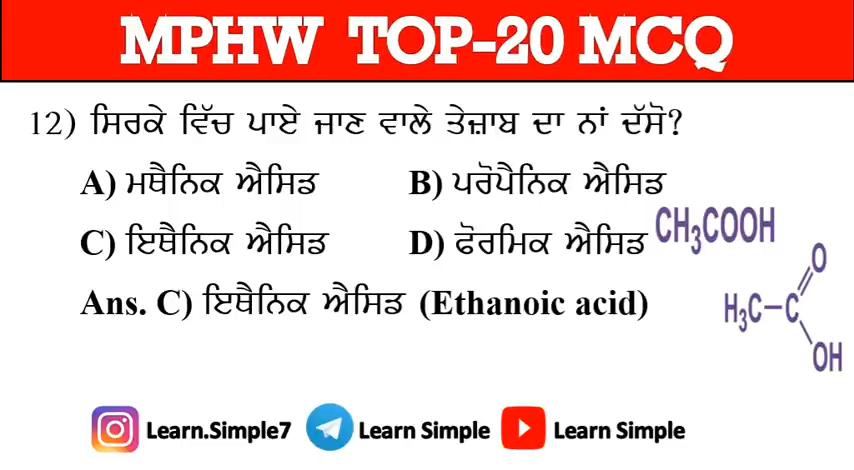 MPHW TOP-20 MCQ
12) ਸਿਰਕੇ ਵਿੱਚ ਪਾਏ ਜਾਣ ਵਾਲੇ ਤੇਜ਼ਾਬ ਦਾ ਨਾਂ ਦੱਸੋ?
A) ਮਥੈਨਿਕ ਐਸਿਡ B) ਪਰੋਪੈਨਿਕ ਐਸਿਡ
C) ਇਥੈਨਿਕ ਐਸਿਡ D) ਫੋਰਮਿਕ ਐਸਿਡ CH₃COOH
Ans. C) ਇਥੈਨਿਕ ਐਸਿਡ (Ethanoic acid)
O
H₃C–C
OH
Learn.Simple7 Learn Simple Learn Simple